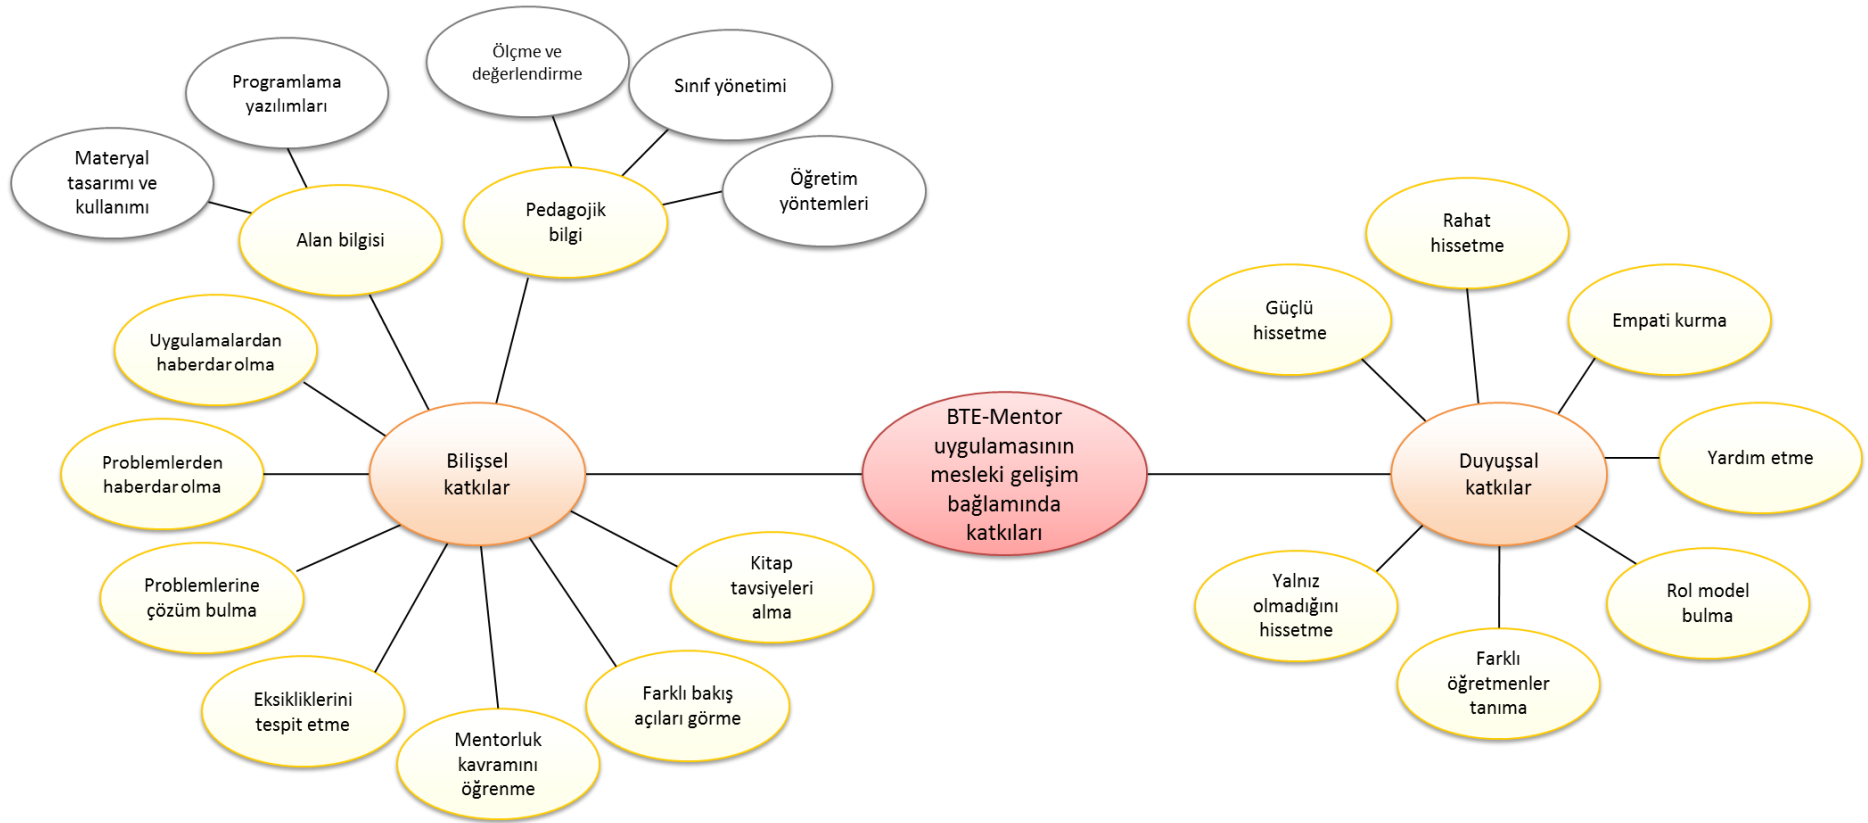 Ölçme ve
değerlendirme
Programlama
yazılımları
Sınıf yönetimi
Materyal
tasarımı ve
kullanımı
Öğretim
yöntemleri
Pedagojik
bilgi
Alan bilgisi
Uygulamalardan
haberdar olma
Problemlerden
haberdar olma
Bilişsel
katkılar
Problemlerine
çözüm bulma
Eksikliklerini
tespit etme
Mentorluk
kavramını
öğrenme
Farklı bakış
açıları görme
Kitap
tavsiyeleri
alma
BTE-Mentor
uygulamasının
mesleki gelişim
bağlamında
katkıları
Rahat
hissetme
Güçlü
hissetme
Empati kurma
Duyuşsal
katkılar
Yardım etme
Yalnız
olmadığını
hissetme
Rol model
bulma
Farklı
öğretmenler
tanıma